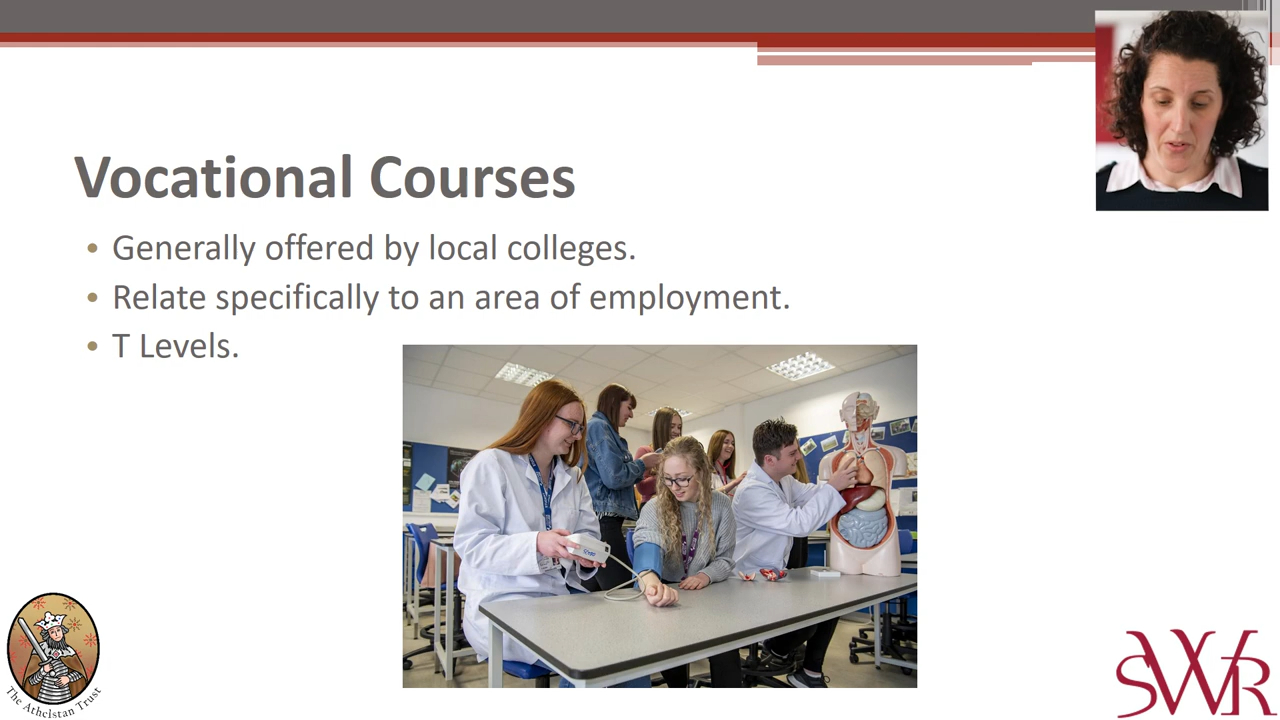 Vocational Courses
• Generally offered by local colleges.
• Relate specifically to an area of employment.
• T Levels.
The Athelstan Trust
SWR